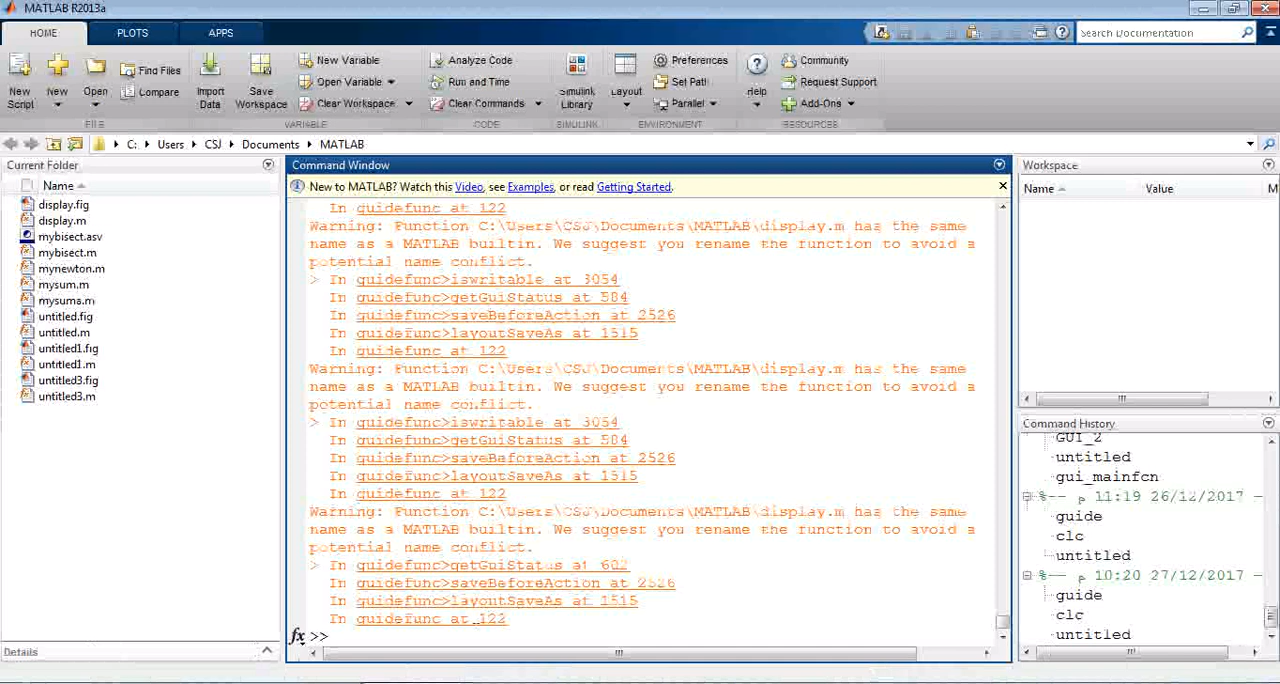 MATLAB R2013a
HOME PLOTS APPS
Search Documentation
New Script
New
Open
Find Files
Compare
FILE
Import Data
Save Workspace
New Variable
Open Variable
Clear Workspace
VARIABLE
Analyze Code
Run and Time
Clear Commands
CODE
Simulink Library
SIMULINK
Layout
Preferences
Set Path
Parallel
ENVIRONMENT
Help
Community
Request Support
Add-Ons
RESOURCES
C: Users CSJ Documents MATLAB
Current Folder
Name
display.fig
display.m
mybisect.asv
mybisect.m
mynewton.m
mysum.m
mysuma.m
untitled.fig
untitled.m
untitled1.fig
untitled1.m
untitled3.fig
untitled3.m
Details
Command Window
New to MATLAB? Watch this Video, see Examples, or read Getting Started.
In guidefunc at 122
Warning: Function C:\Users\CSJ\Documents\MATLAB\display.m has the same
name as a MATLAB builtin. We suggest you rename the function to avoid a
potential name conflict.
> In guidefunc>iswritable at 3054
In guidefunc>getGuiStatus at 584
In guidefunc>saveBeforeAction at 2526
In guidefunc>layoutSaveAs at 1515
In guidefunc at 122
Warning: Function C:\Users\CSJ\Documents\MATLAB\display.m has the same
name as a MATLAB builtin. We suggest you rename the function to avoid a
potential name conflict.
> In guidefunc>iswritable at 3054
In guidefunc>getGuiStatus at 584
In guidefunc>saveBeforeAction at 2526
In guidefunc>layoutSaveAs at 1515
In guidefunc at 122
Warning: Function C:\Users\CSJ\Documents\MATLAB\display.m has the same
name as a MATLAB builtin. We suggest you rename the function to avoid a
potential name conflict.
> In guidefunc>getGuiStatus at 602
In guidefunc>saveBeforeAction at 2526
In guidefunc>layoutSaveAs at 1515
In guidefunc at 122
fx >>
Workspace
Name Value M
Command History
GUI_2
untitled
gui_mainfcn
%-- م 11:19 26/12/2017 --
guide
clc
untitled
%-- م 10:20 27/12/2017 --
guide
clc
untitled